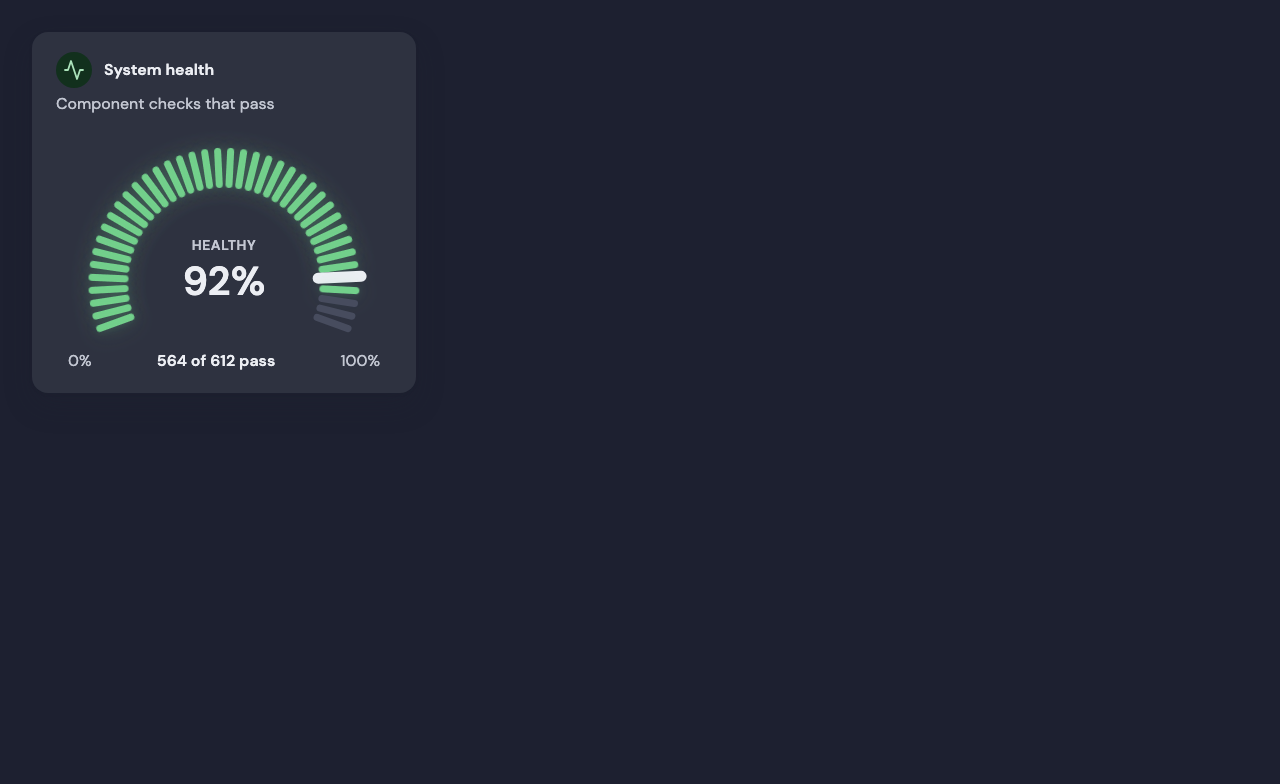 System health
Component checks that pass
HEALTHY
92%
0% 564 of 612 pass 100%